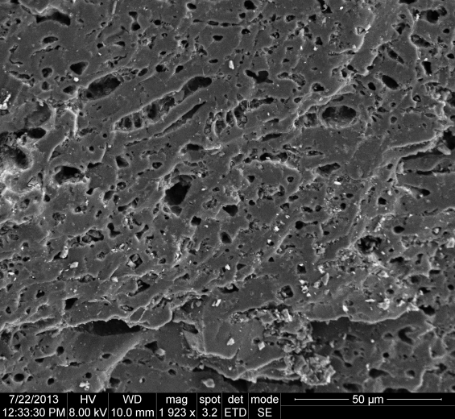 7/22/2013 HV WD mag spot det mode 50 µm
12:33:30 PM 8.00 kV 10.0 mm 1 923 x 3.2 ETD SE